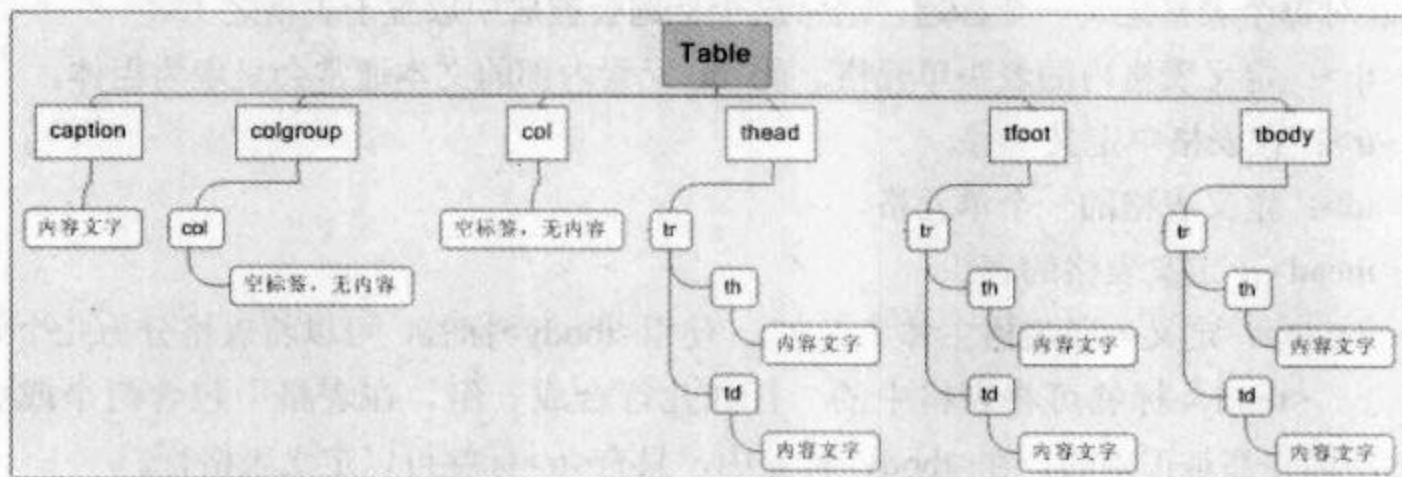 Table
caption colgroup col thead tfoot tbody
内容文字 col 空标签，无内容 tr tr tr
空标签，无内容 th th th
内容文字 内容文字 内容文字
td td td
内容文字 内容文字 内容文字